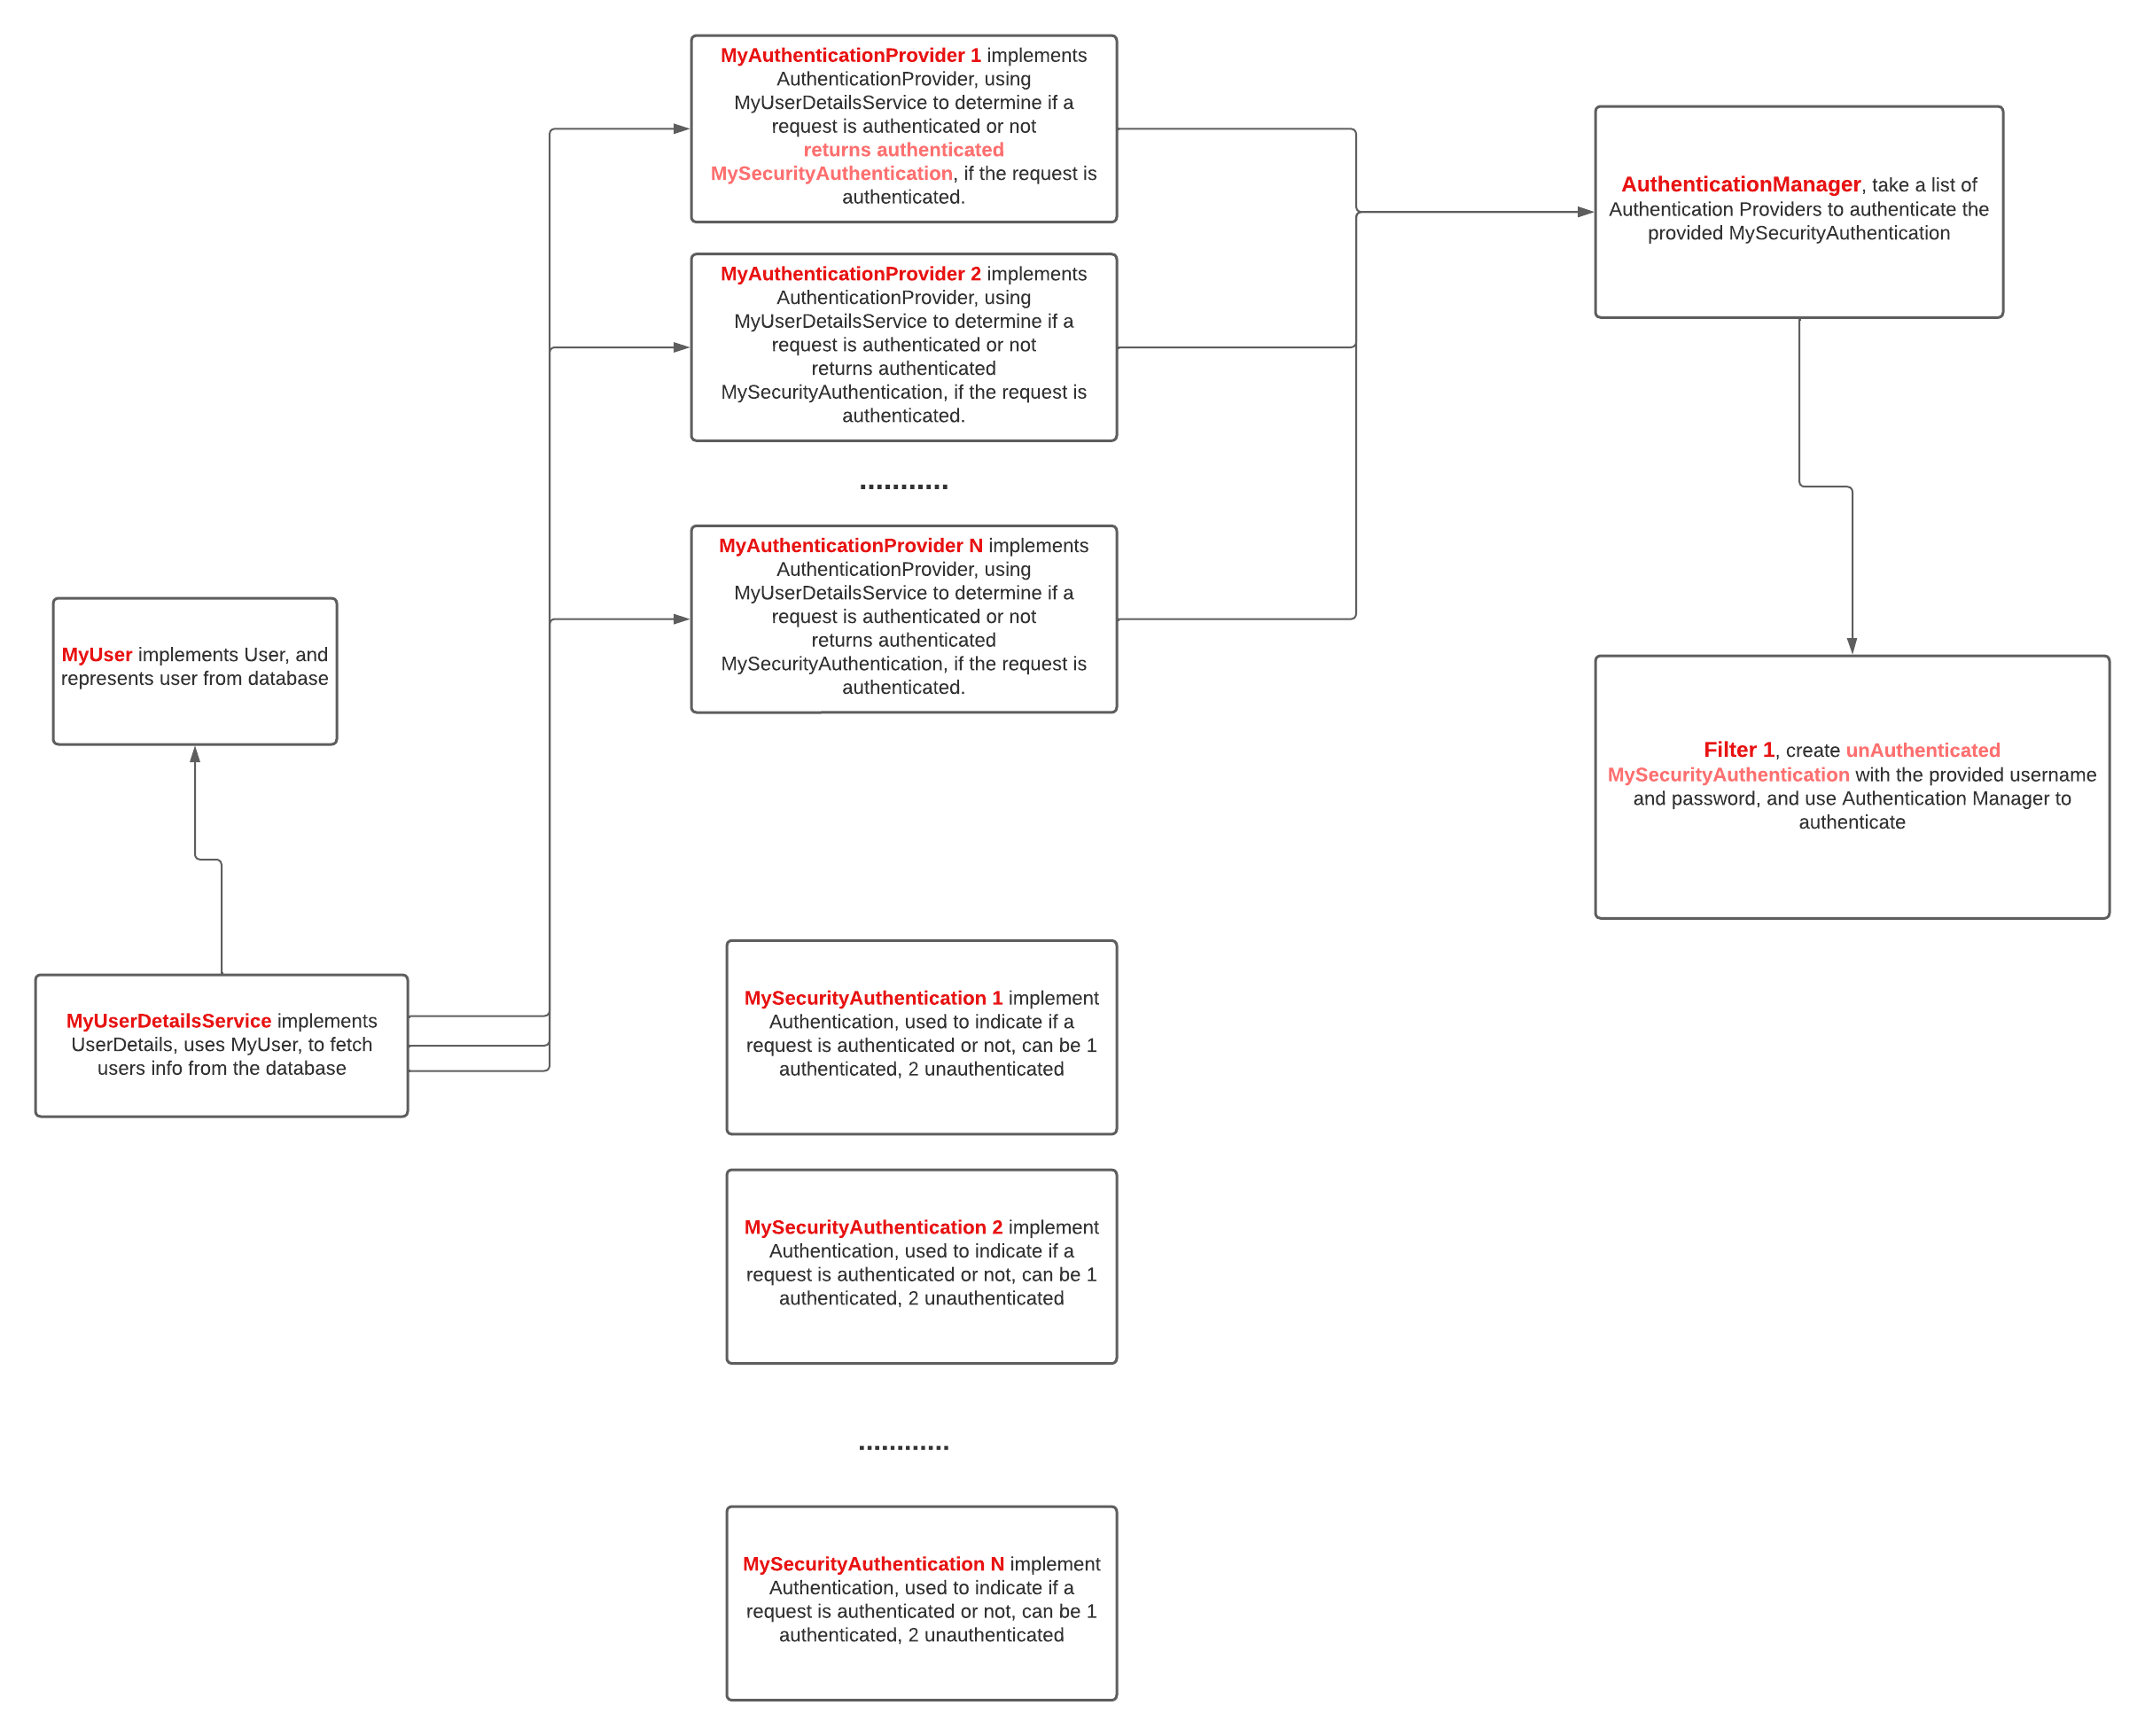 MyAuthenticationProvider 1 implements
AuthenticationProvider, using
MyUserDetailsService to determine if a
request is authenticated or not
returns authenticated
MySecurityAuthentication, if the request is
authenticated.
MyAuthenticationProvider 2 implements
AuthenticationProvider, using
MyUserDetailsService to determine if a
request is authenticated or not
returns authenticated
MySecurityAuthentication, if the request is
authenticated.
...........
MyAuthenticationProvider N implements
AuthenticationProvider, using
MyUserDetailsService to determine if a
request is authenticated or not
returns authenticated
MySecurityAuthentication, if the request is
authenticated.
AuthenticationManager, take a list of
Authentication Providers to authenticate the
provided MySecurityAuthentication
MyUser implements User, and
represents user from database
Filter 1, create unAuthenticated
MySecurityAuthentication with the provided username
and password, and use Authentication Manager to
authenticate
MyUserDetailsService implements
UserDetails, uses MyUser, to fetch
users info from the database
MySecurityAuthentication 1 implement
Authentication, used to indicate if a
request is authenticated or not, can be 1
authenticated, 2 unauthenticated
MySecurityAuthentication 2 implement
Authentication, used to indicate if a
request is authenticated or not, can be 1
authenticated, 2 unauthenticated
............
MySecurityAuthentication N implement
Authentication, used to indicate if a
request is authenticated or not, can be 1
authenticated, 2 unauthenticated